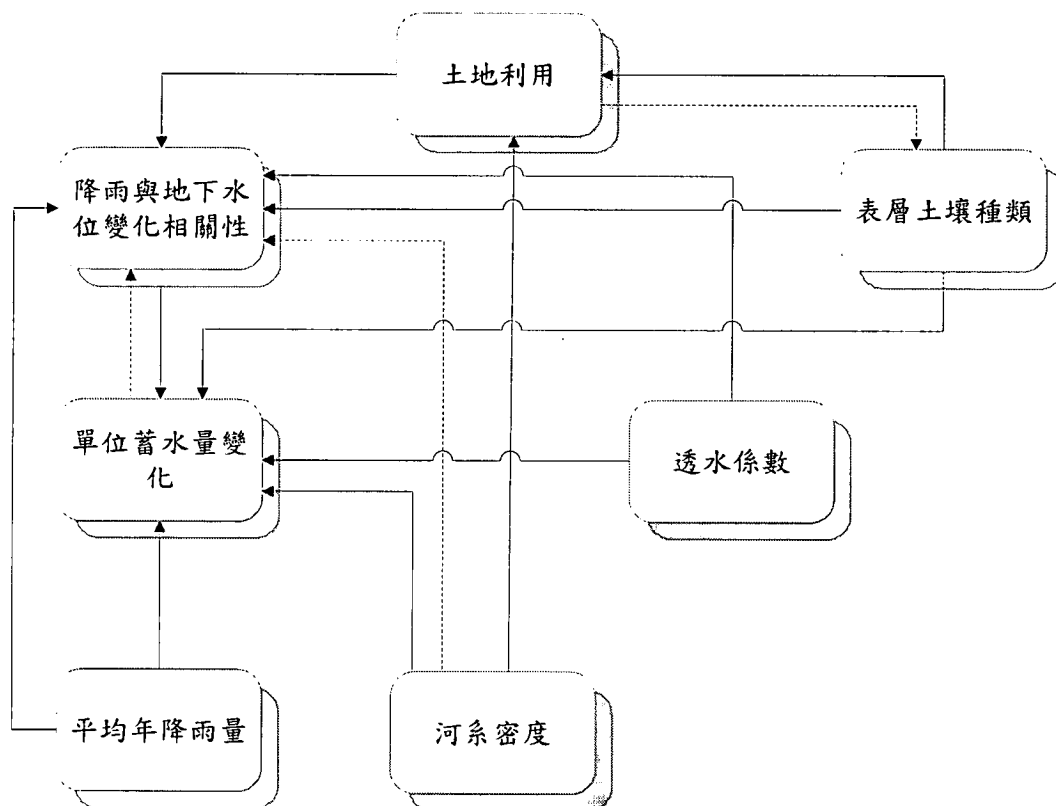 土地利用
降雨與地下水
位變化相關性
表層土壤種類
單位蓄水量變
化
透水係數
平均年降雨量
河系密度